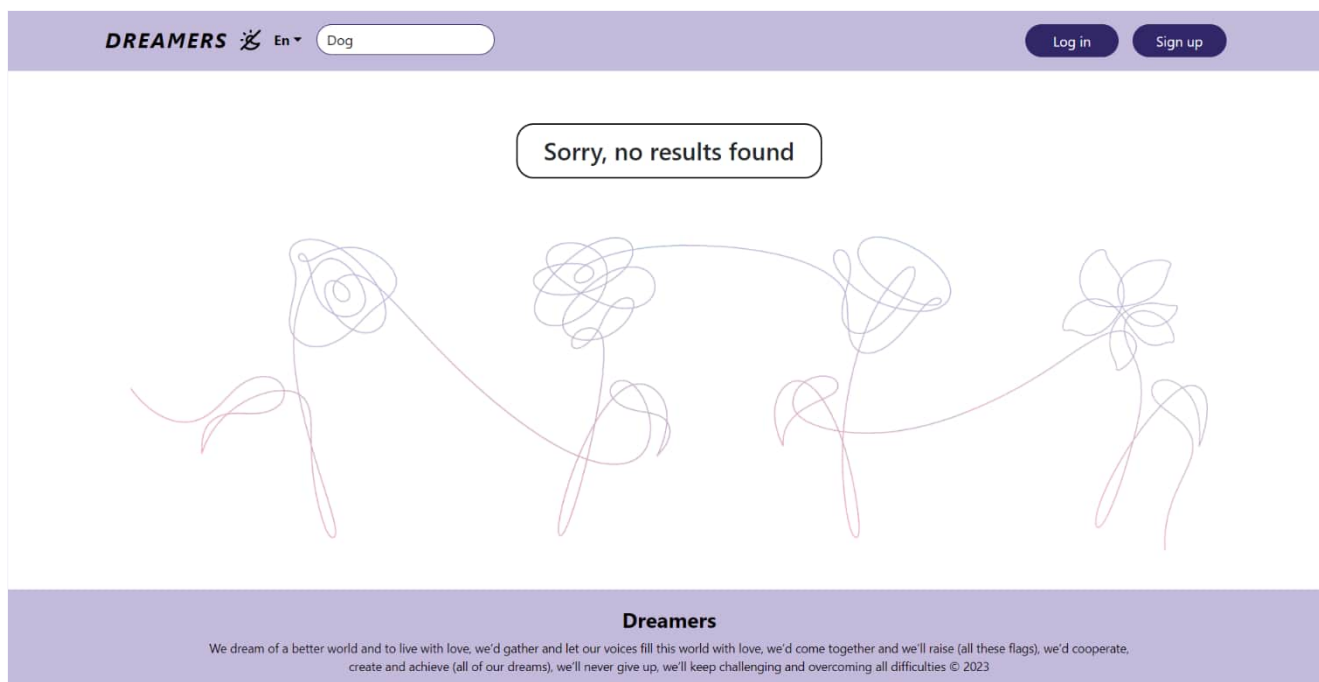 DREAMERS En Dog Log in Sign up
Sorry, no results found
Dreamers
We dream of a better world and to live with love, we'd gather and let our voices fill this world with love, we'd come together and we'll raise (all these flags), we'd cooperate,
create and achieve (all of our dreams), we'll never give up, we'll keep challenging and overcoming all difficulties © 2023